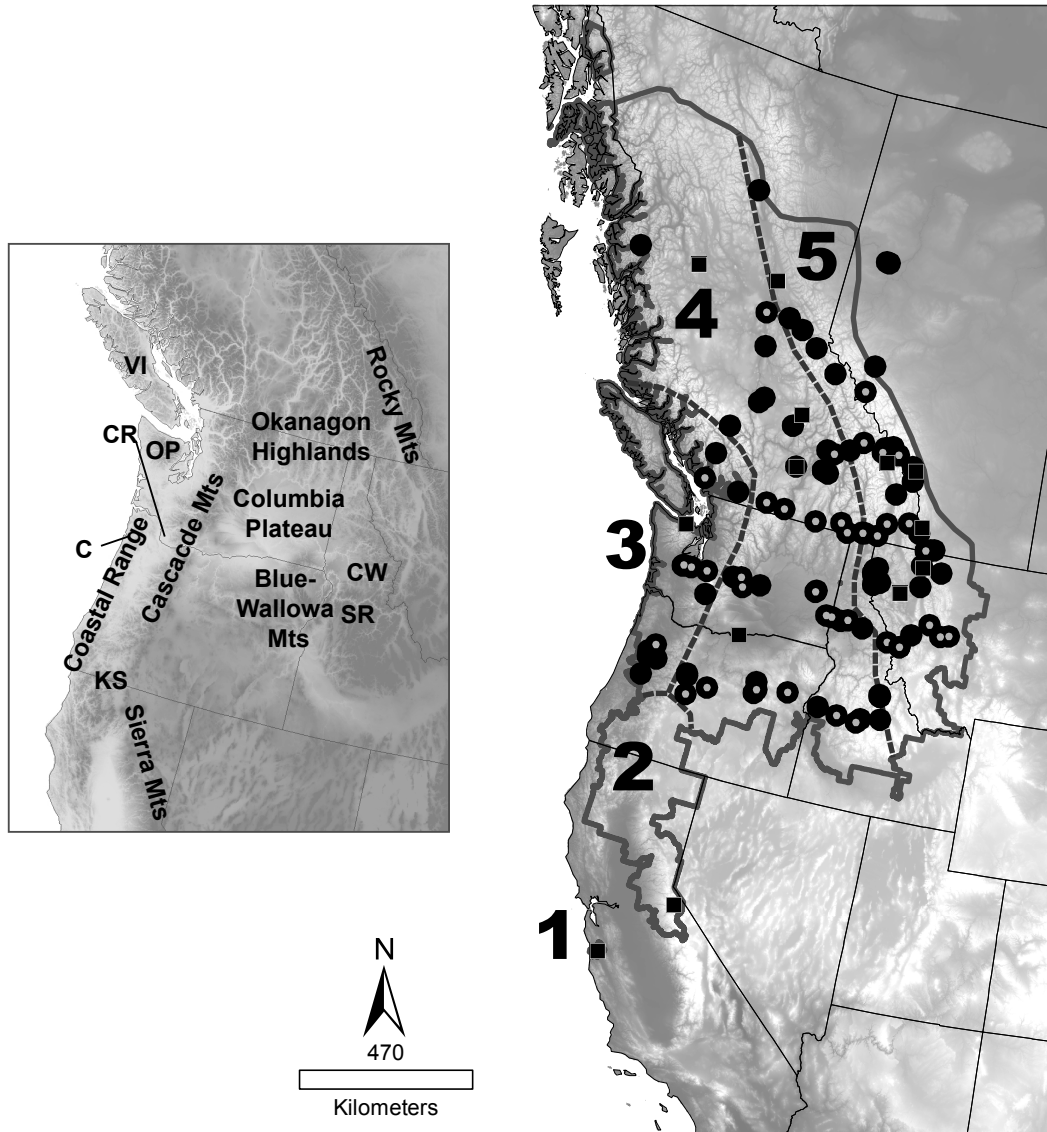 VI
CR
OP
C
Coastal Range
Cascacde Mts
Okanagon
Highlands
Rocky Mts
Columbia
Plateau
Blue-
Wallowa
Mts
CW
SR
KS
Sierra Mts
N
470
Kilometers
5
4
3
2
1